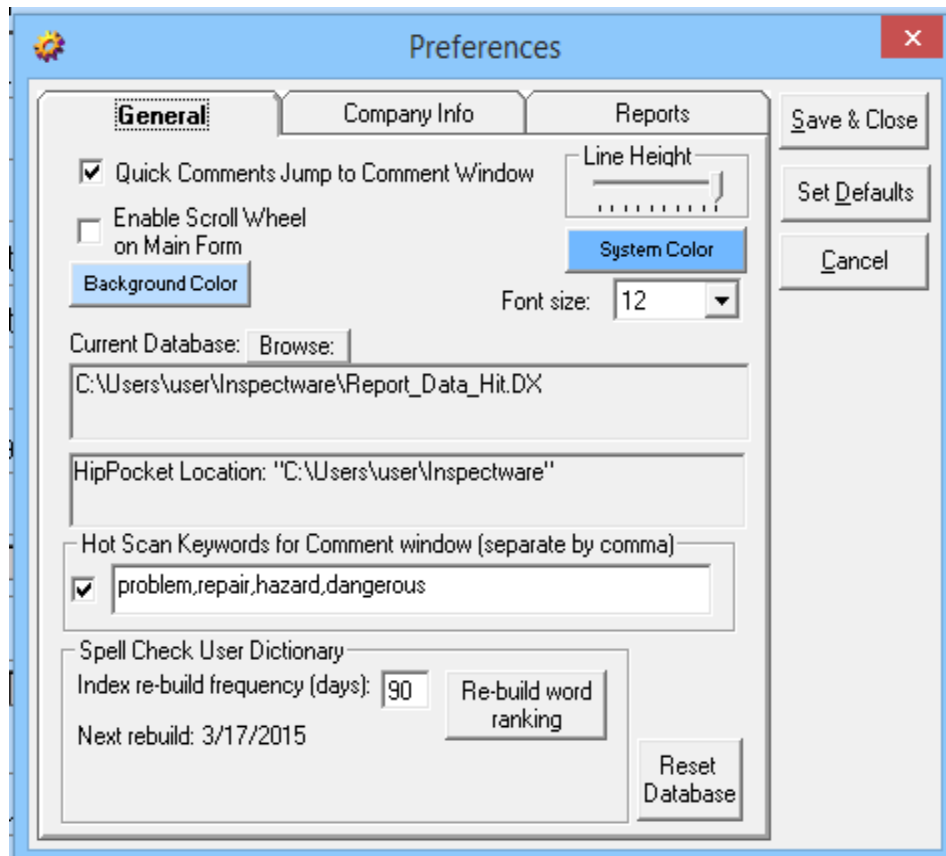 Preferences
General
Company Info
Reports
Save & Close
Quick Comments Jump to Comment Window
Line Height
Set Defaults
Enable Scroll Wheel
on Main Form
System Color
Cancel
Background Color
Font size: 12
Current Database: Browse:
C:\Users\user\Inspectware\Report_Data_Hit.DX
HipPocket Location: "C:\Users\user\Inspectware"
Hot Scan Keywords for Comment window (separate by comma)
problem,repair,hazard,dangerous
Spell Check User Dictionary
Index re-build frequency (days): 90
Re-build word
ranking
Next rebuild: 3/17/2015
Reset
Database